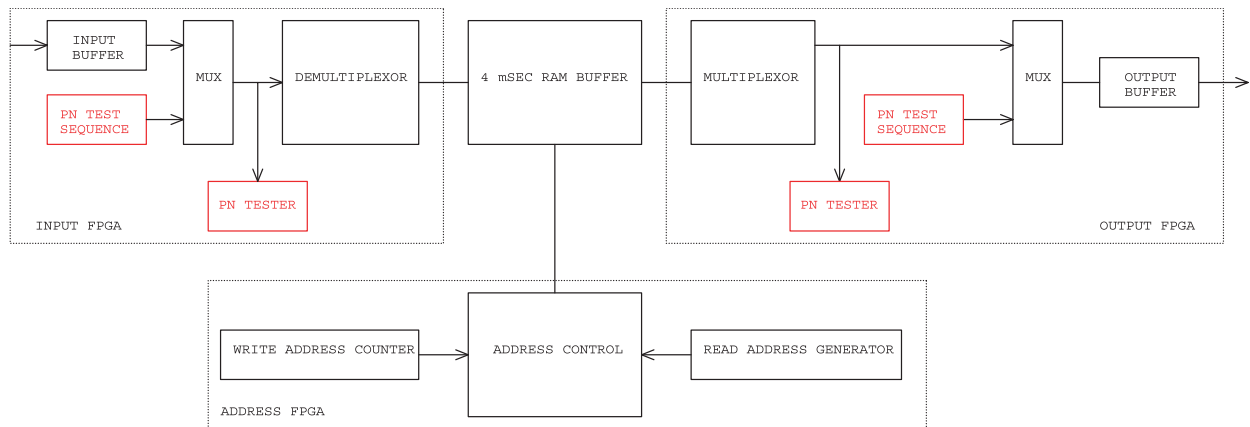 INPUT
BUFFER
MUX
DEMULTIPLEXOR
4 mSEC RAM BUFFER
MULTIPLEXOR
MUX
OUTPUT
BUFFER
PN TEST
SEQUENCE
PN TEST
SEQUENCE
PN TESTER
PN TESTER
INPUT FPGA
OUTPUT FPGA
WRITE ADDRESS COUNTER
ADDRESS CONTROL
READ ADDRESS GENERATOR
ADDRESS FPGA